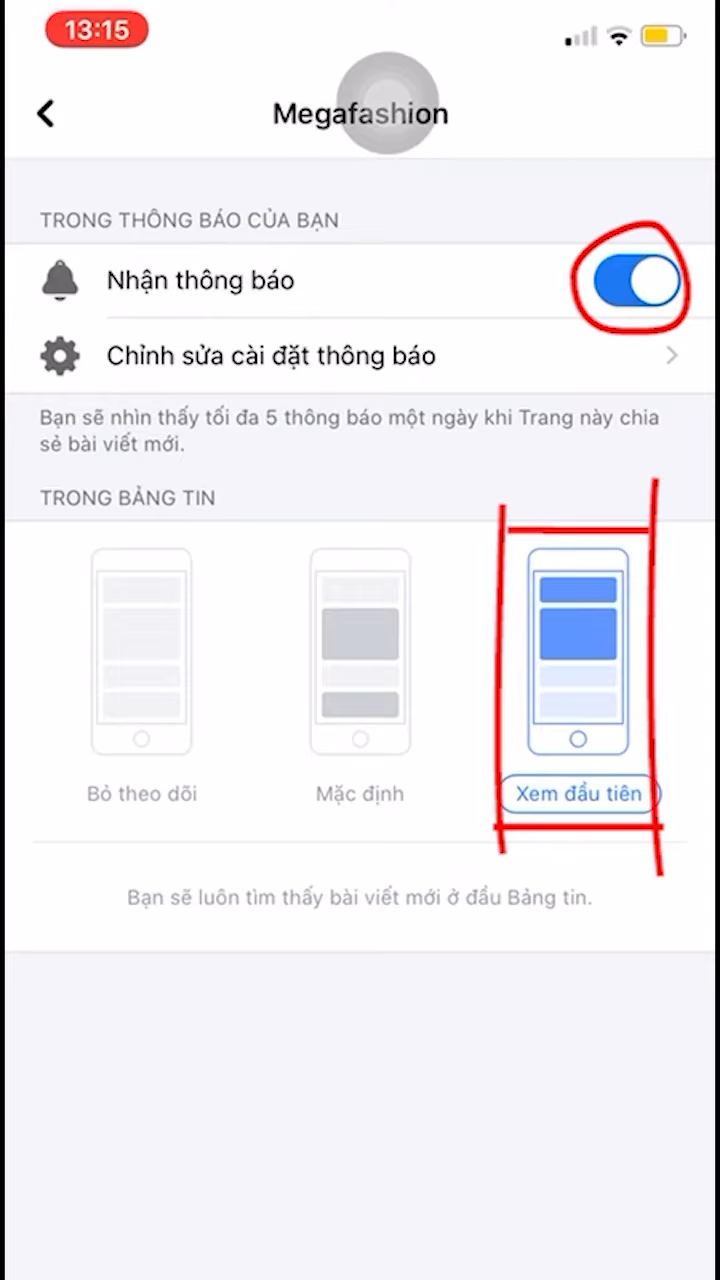 13:15
Megafashion
TRONG THÔNG BÁO CỦA BẠN
Nhận thông báo
Chỉnh sửa cài đặt thông báo
Bạn sẽ nhìn thấy tối đa 5 thông báo một ngày khi Trang này chia
sẻ bài viết mới.
TRONG BẢNG TIN
Bỏ theo dõi
Mặc định
Xem đầu tiên
Bạn sẽ luôn tìm thấy bài viết mới ở đầu Bảng tin.